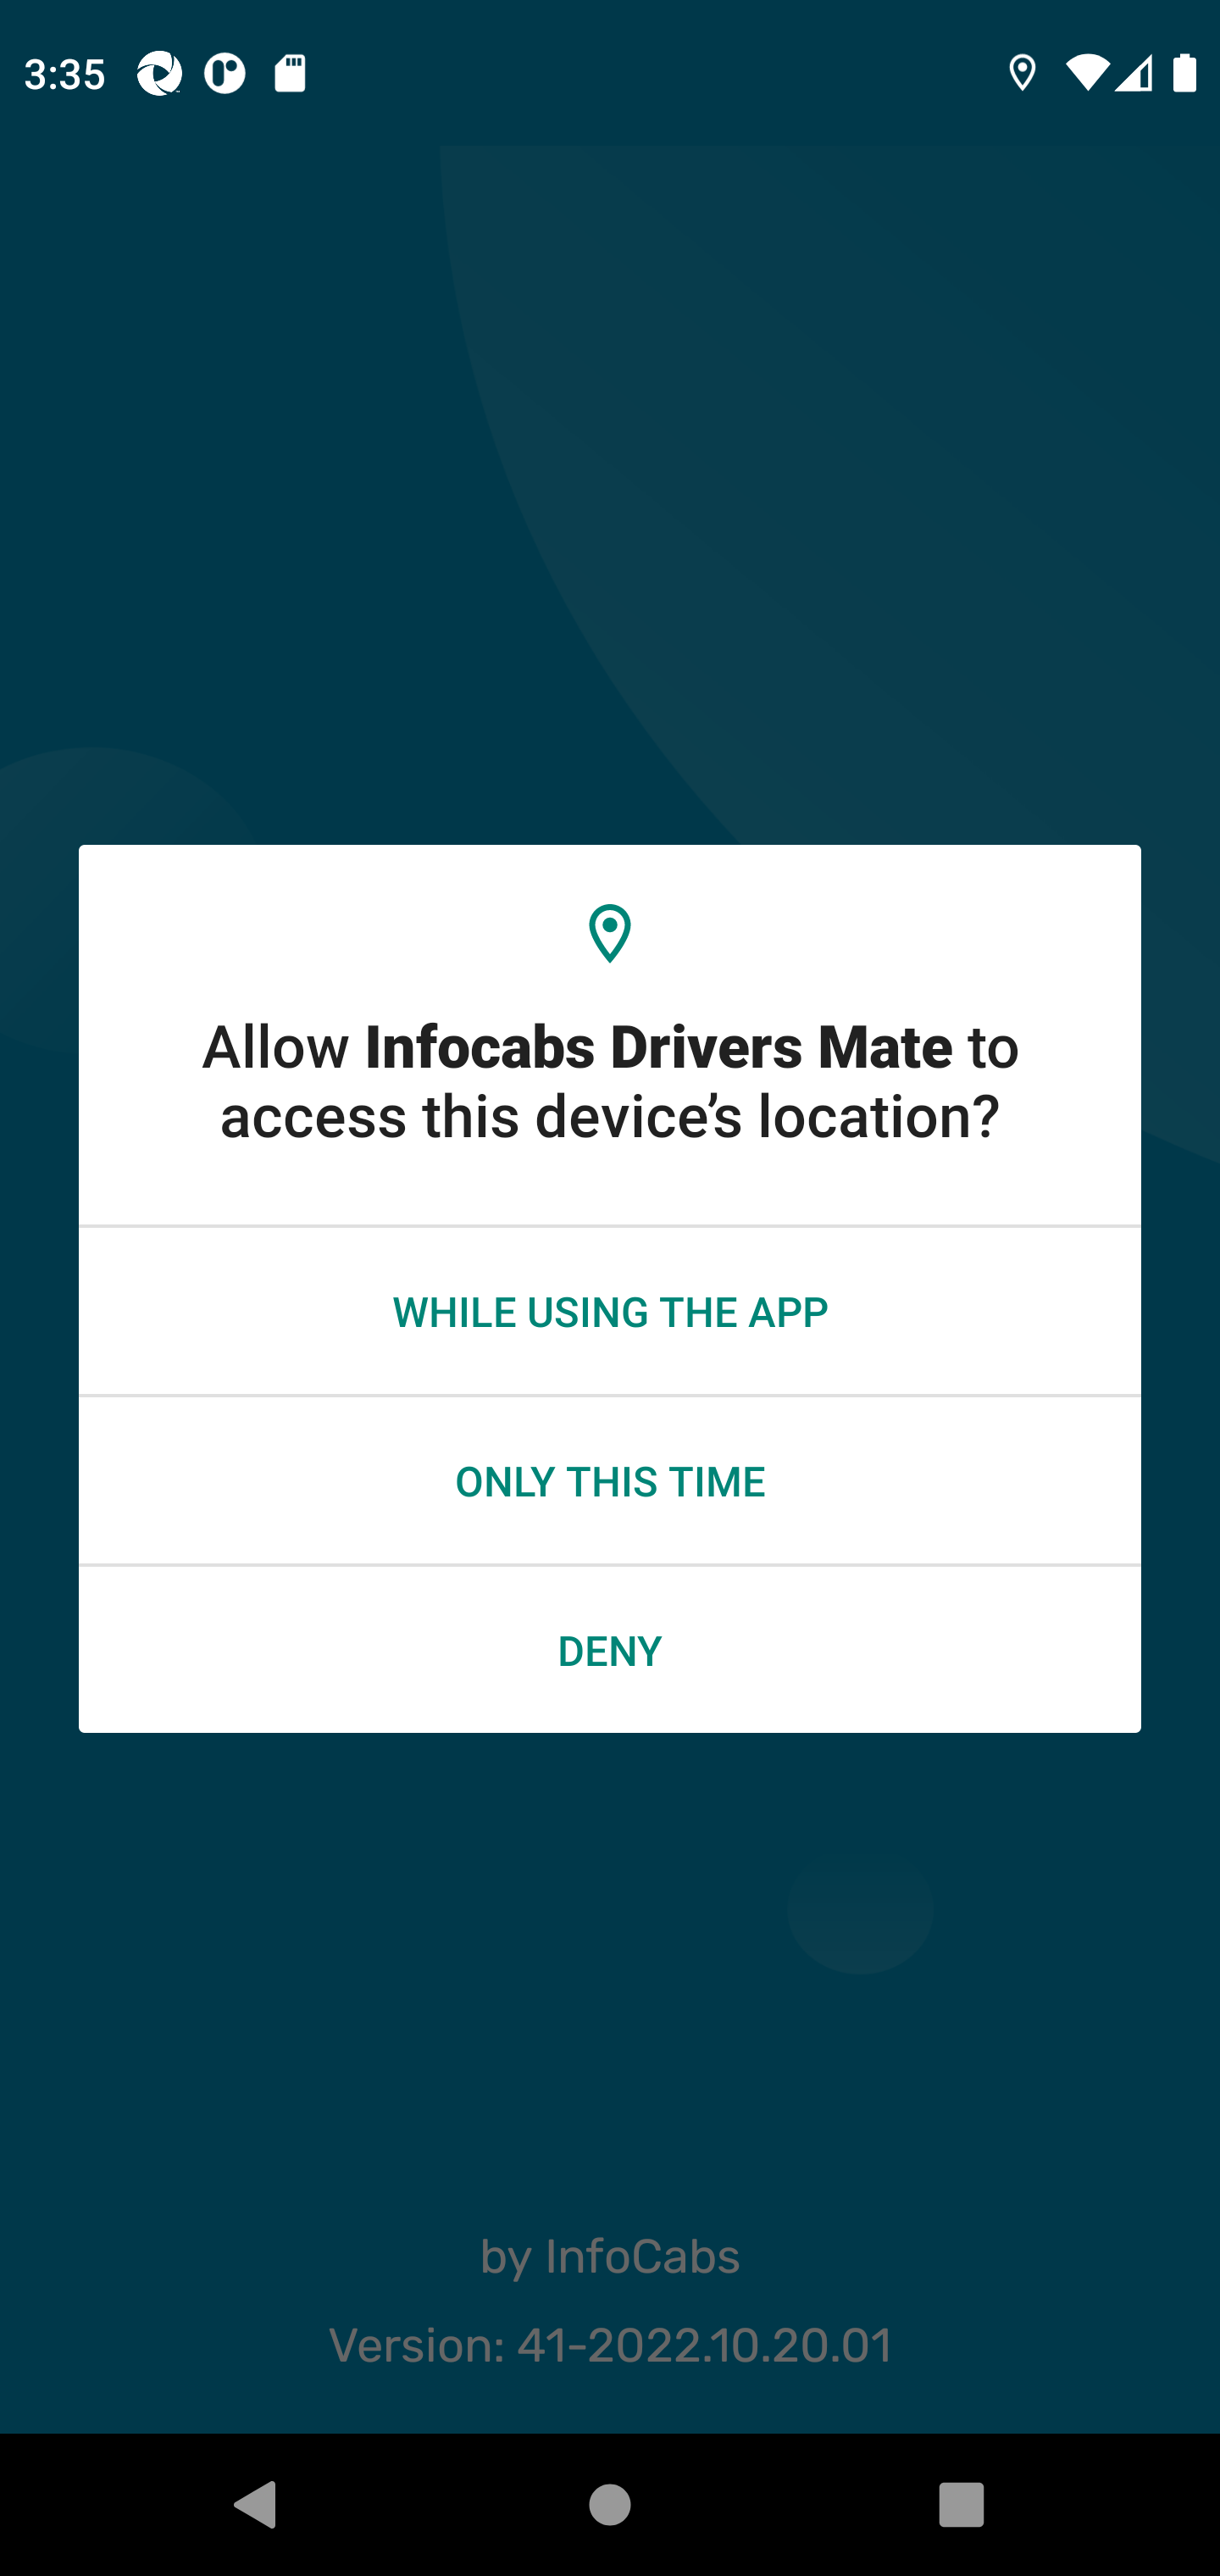 3:35
Allow Infocabs Drivers Mate to
access this device’s location?
WHILE USING THE APP
ONLY THIS TIME
DENY
by InfoCabs
Version: 41-2022.10.20.01